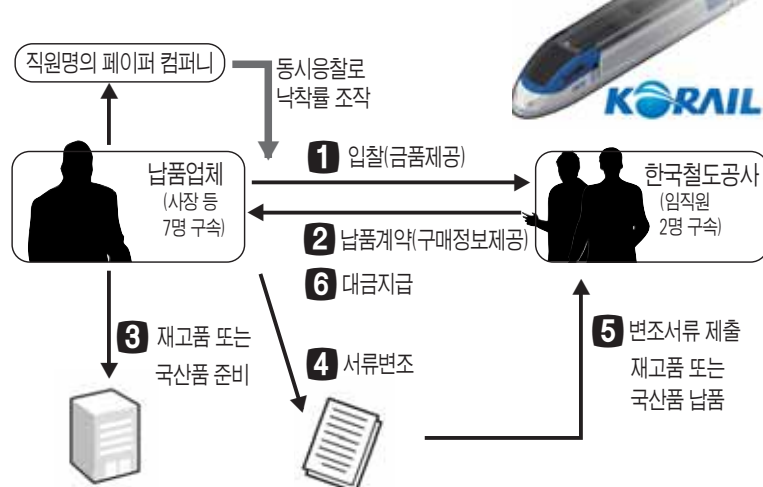 KORAIL
직원명의 페이퍼 컴퍼니
동시응찰로
낙찰률 조작
1 입찰(금품제공)
납품업체
(사장 등
7명 구속)
한국철도공사
(임직원
2명 구속)
2 납품계약(구매정보제공)
6 대금지급
3 재고품 또는
국산품 준비
4 서류변조
5 변조서류 제출
재고품 또는
국산품 납품